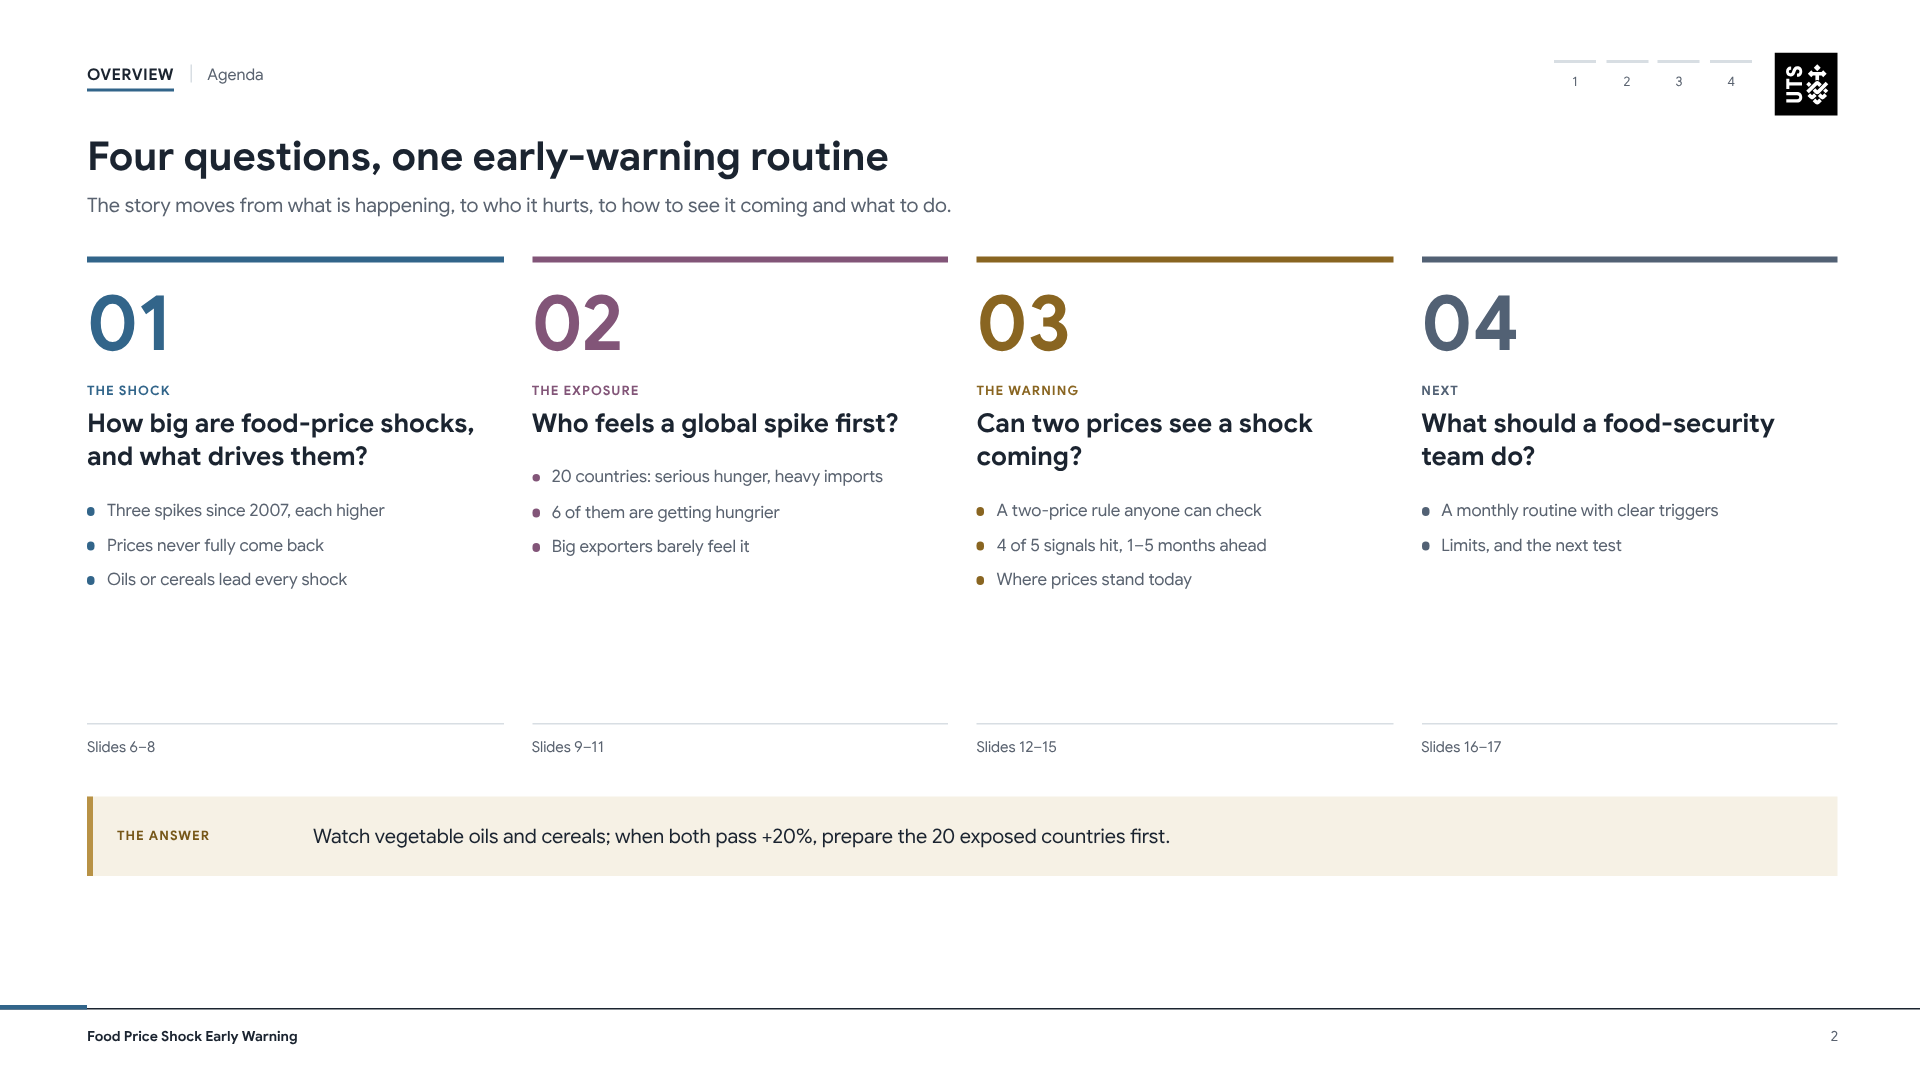 OVERVIEW
Agenda
1
2
3
4
UTS
Four questions, one early-warning routine
The story moves from what is happening, to who it hurts, to how to see it coming and what to do.
01
THE SHOCK
How big are food-price shocks,
and what drives them?
Three spikes since 2007, each higher
Prices never fully come back
Oils or cereals lead every shock
Slides 6–8
02
THE EXPOSURE
Who feels a global spike first?
20 countries: serious hunger, heavy imports
6 of them are getting hungrier
Big exporters barely feel it
Slides 9–11
03
THE WARNING
Can two prices see a shock
coming?
A two-price rule anyone can check
4 of 5 signals hit, 1–5 months ahead
Where prices stand today
Slides 12–15
04
NEXT
What should a food-security
team do?
A monthly routine with clear triggers
Limits, and the next test
Slides 16–17
THE ANSWER
Watch vegetable oils and cereals; when both pass +20%, prepare the 20 exposed countries first.
Food Price Shock Early Warning
2